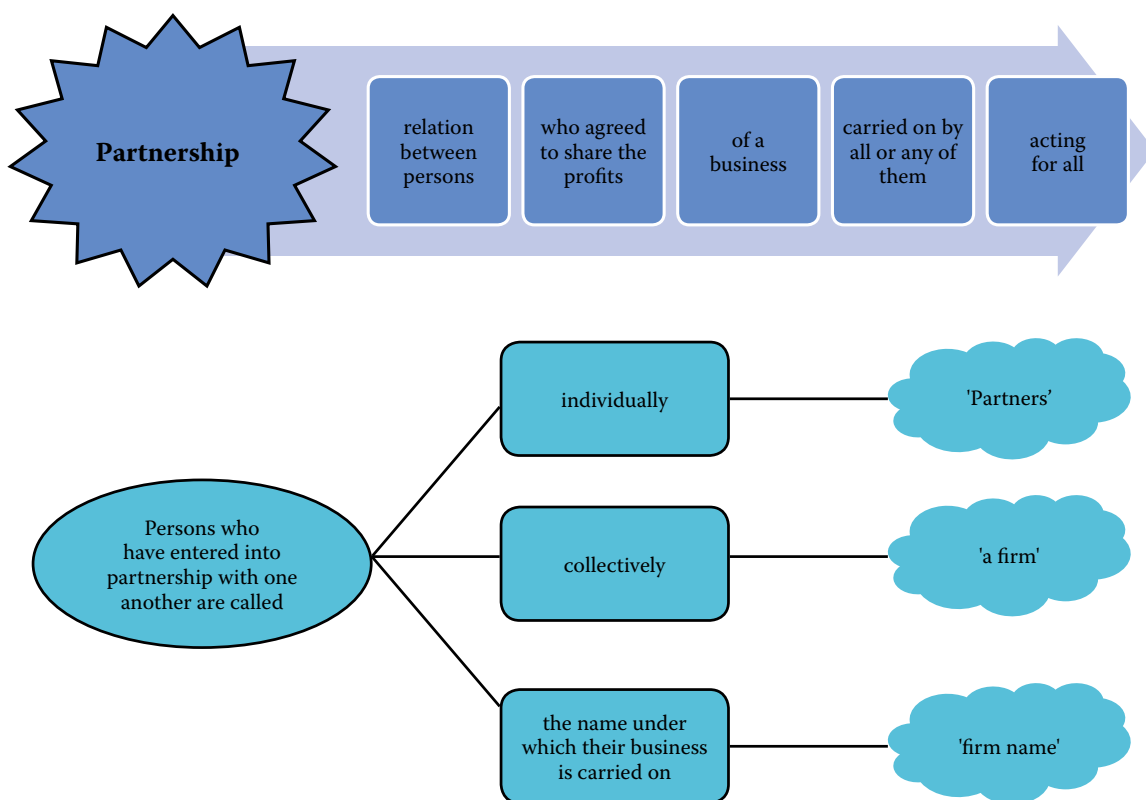 Partnership
relation
between
persons
who agreed
to share the
profits
of a
business
carried on by
all or any of
them
acting
for all
individually
'Partners’
Persons who
have entered into
partnership with one
another are called
collectively
'a firm'
the name under
which their business
is carried on
'firm name'